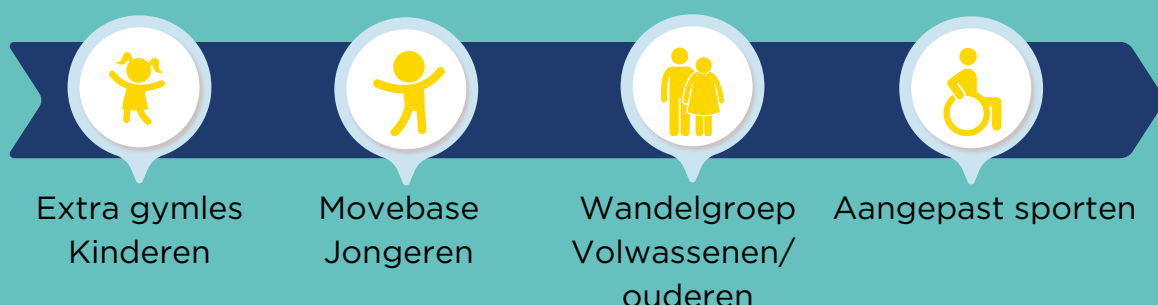 Extra gymles
Kinderen
Movebase
Jongeren
Wandelgroep
Volwassenen/
ouderen
Aangepast sporten